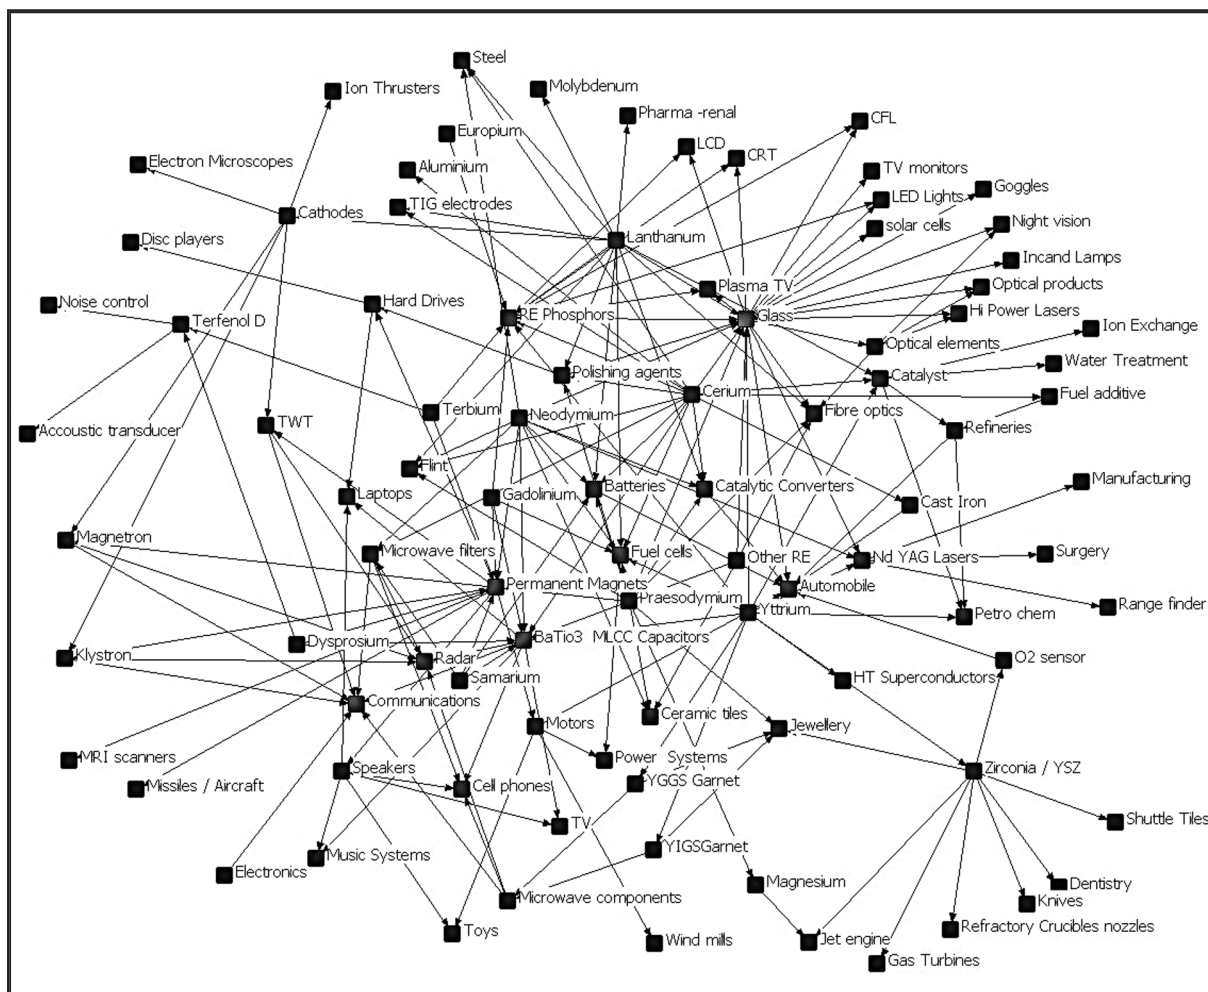 Steel
Molybdenum
Ion Thrusters
Pharma -renal
CFL
Europium
LCD
CRT
Electron Microscopes
Aluminium
TV monitors
Goggles
LED Lights
TIG electrodes
Cathodes
Night vision
solar cells
Disc players
Lanthanum
Incand Lamps
Plasma TV
Optical products
Noise control
Hard Drives
RE Phosphors
Glass
Hi Power Lasers
Terfenol D
Ion Exchange
Optical elements
Water Treatment
Polishing agents
Catalyst
Cerium
Fuel additive
Terbium
Neodymium
Fibre optics
TWT
Refineries
Accoustic transducer
Flint
Manufacturing
Laptops
Gadolinium
Batteries
Catalytic Converters
Cast Iron
Magnetron
Microwave filters
Fuel cells
Other RE
Nd YAG Lasers
Surgery
Permanent Magnets
Automobile
Praesodymium
Range finder
Yttrium
Petro chem
Dysprosium
BaTio3 MLCC Capacitors
Klystron
Radar
O2 sensor
Samarium
HT Superconductors
Communications
Ceramic tiles
Motors
Jewellery
MRI scanners
Power Systems
Speakers
Zirconia / YSZ
Missiles / Aircraft
Cell phones
YGGS Garnet
TV
Shuttle Tiles
YIGSGarnet
Music Systems
Electronics
Magnesium
Dentistry
Microwave components
Knives
Toys
Refractory Crucibles nozzles
Wind mills
Jet engine
Gas Turbines